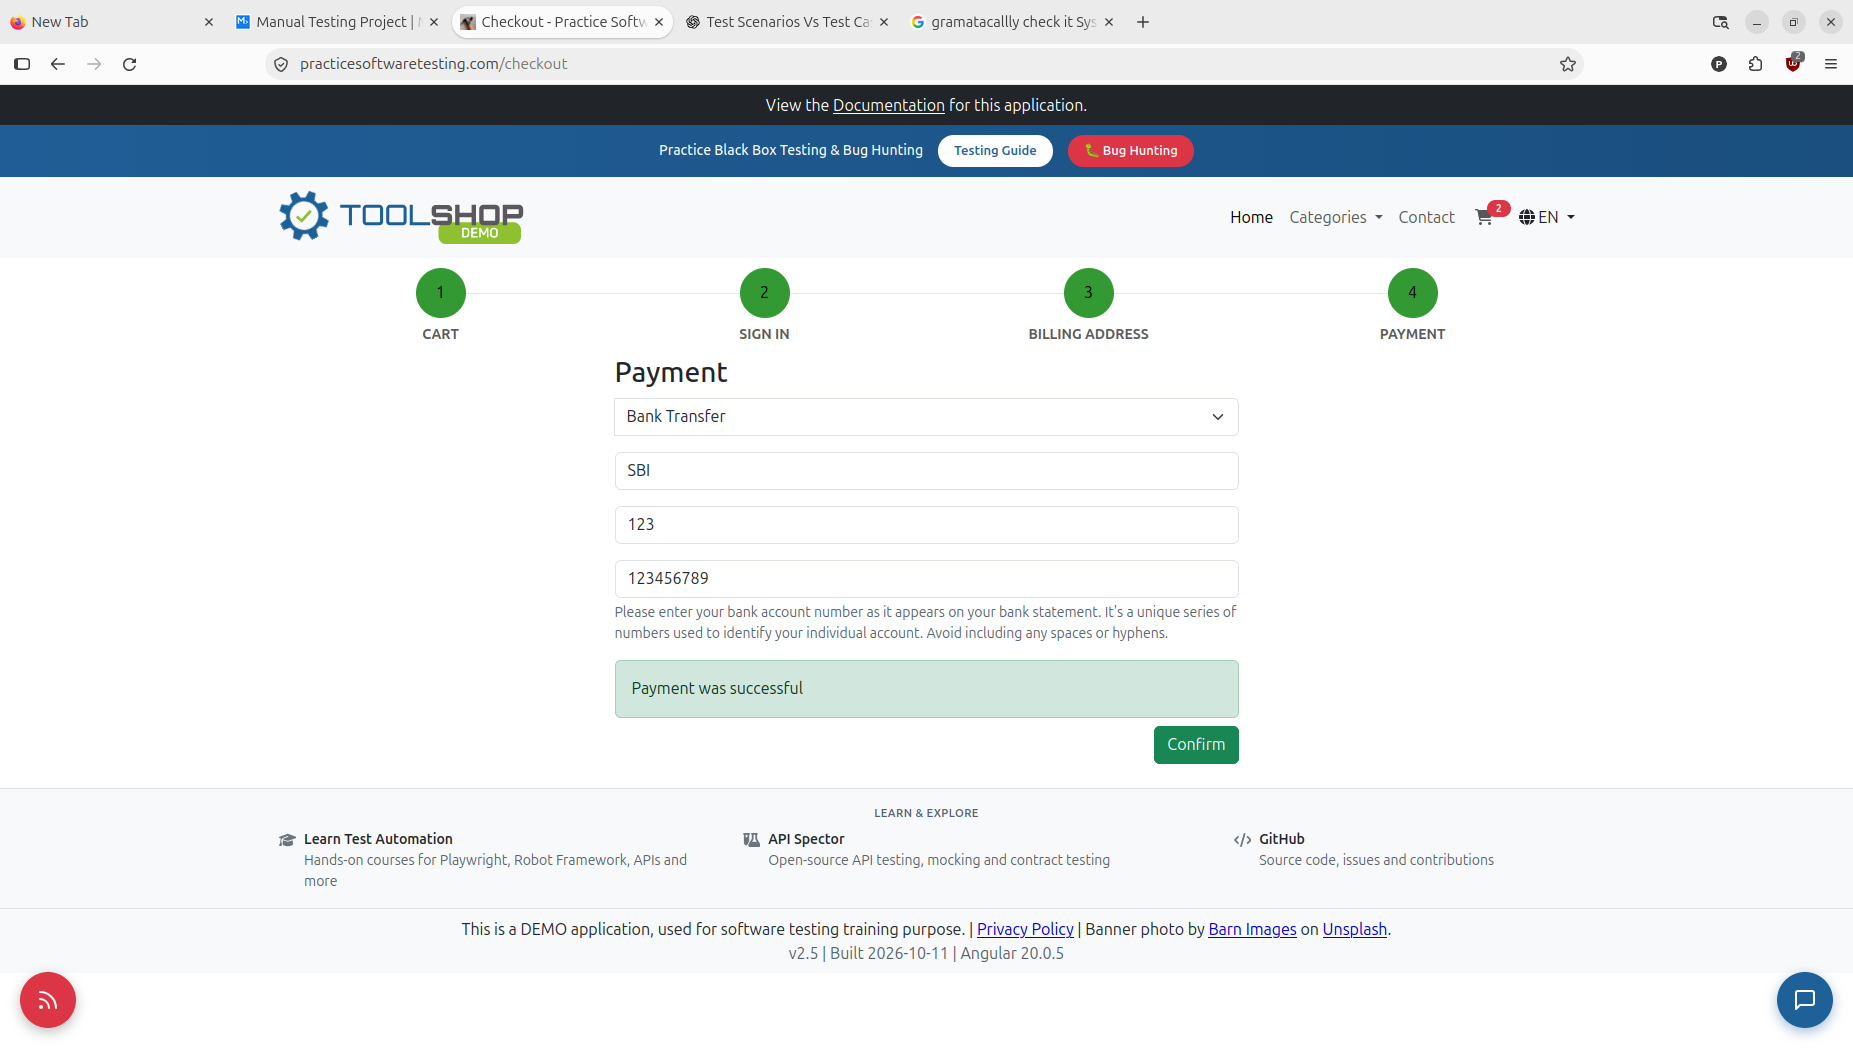 New Tab
Manual Testing Project |
Checkout - Practice Softw
Test Scenarios Vs Test Ca
gramatacallly check it Sys
practicesoftwaretesting.com/checkout
P
2
View the Documentation for this application.
Practice Black Box Testing & Bug Hunting
Testing Guide
Bug Hunting
TOOLSHOP
DEMO
Home
Categories
Contact
2
EN
1
2
3
4
CART
SIGN IN
BILLING ADDRESS
PAYMENT
Payment
Bank Transfer
SBI
123
123456789
Please enter your bank account number as it appears on your bank statement. It's a unique series of
numbers used to identify your individual account. Avoid including any spaces or hyphens.
Payment was successful
Confirm
LEARN & EXPLORE
Learn Test Automation
Hands-on courses for Playwright, Robot Framework, APIs and
more
API Spector
Open-source API testing, mocking and contract testing
GitHub
Source code, issues and contributions
This is a DEMO application, used for software testing training purpose. | Privacy Policy | Banner photo by Barn Images on Unsplash.
v2.5 | Built 2026-10-11 | Angular 20.0.5